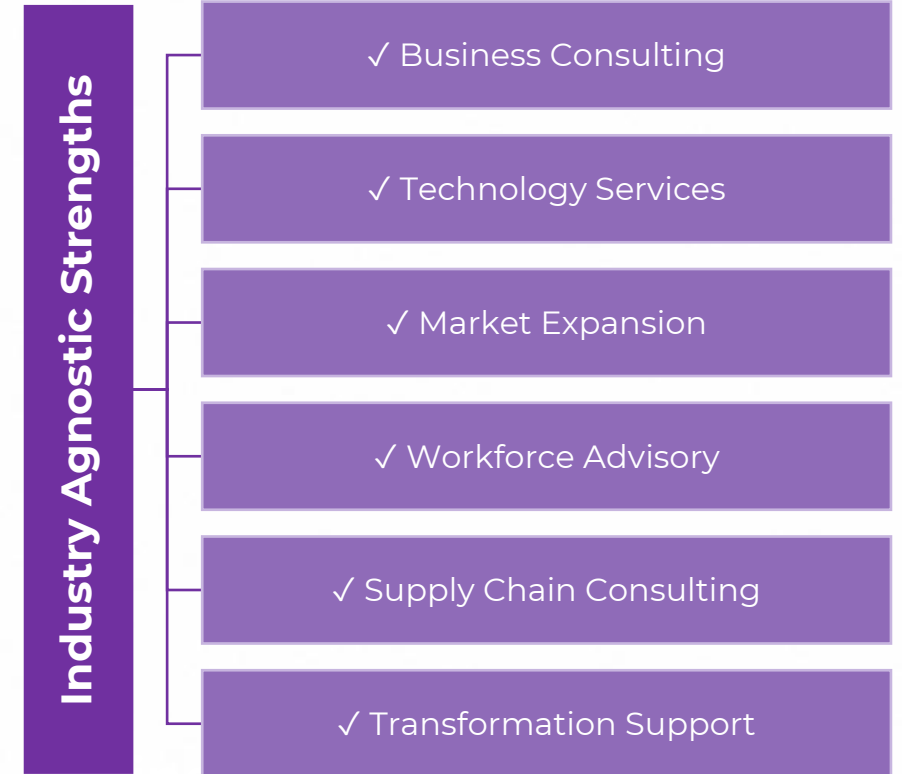 Industry Agnostic Strengths
✓ Business Consulting
✓ Technology Services
✓ Market Expansion
✓ Workforce Advisory
✓ Supply Chain Consulting
✓ Transformation Support